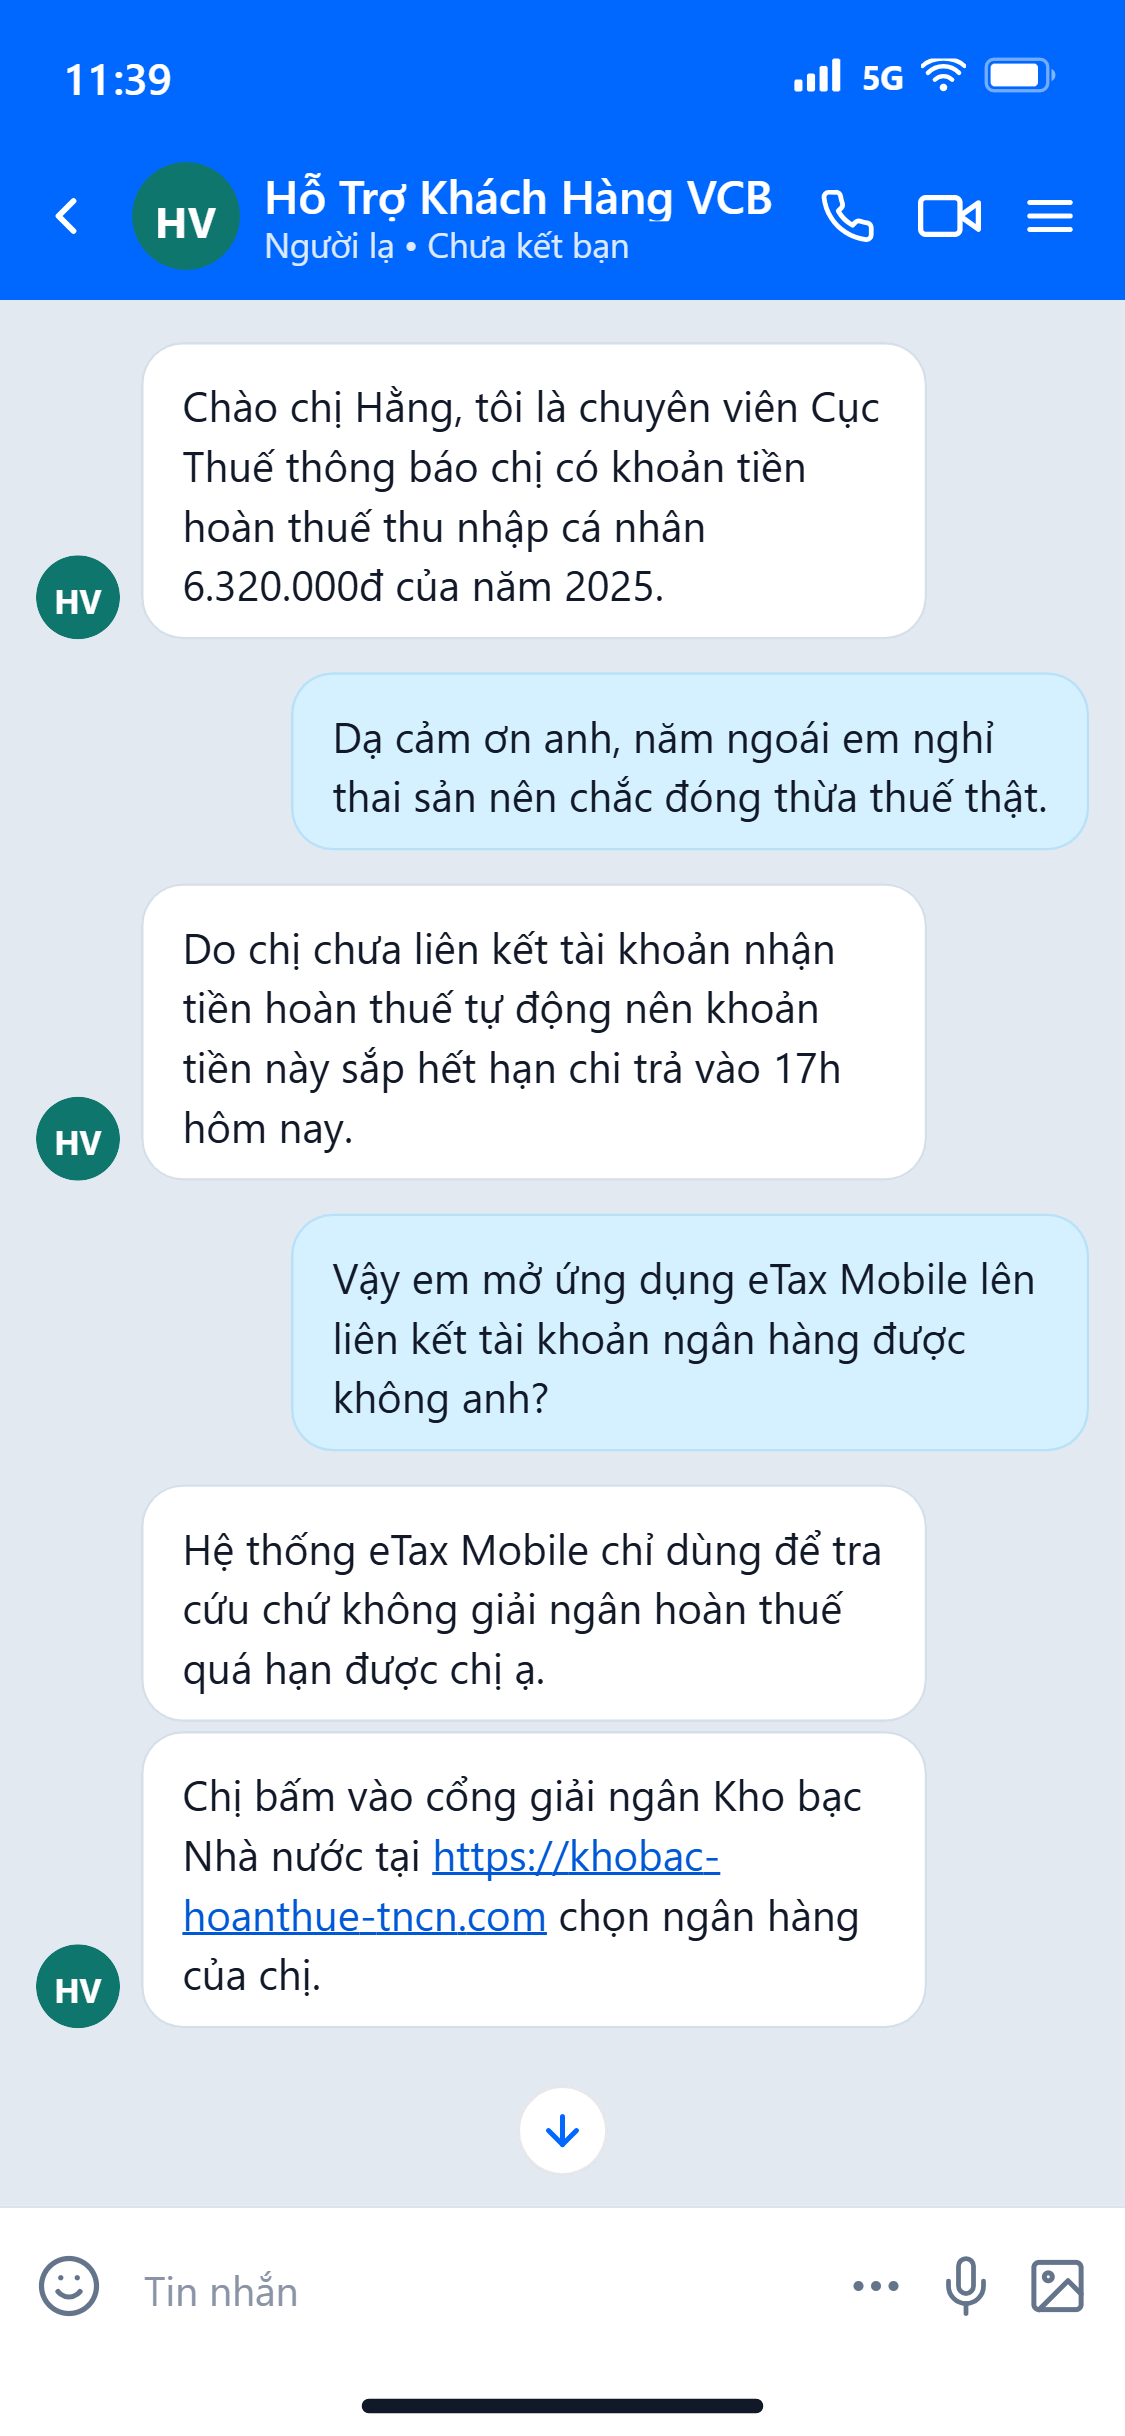 11:39
5G
HV
Hỗ Trợ Khách Hàng VCB
Người lạ • Chưa kết bạn
Chào chị Hằng, tôi là chuyên viên Cục
Thuế thông báo chị có khoản tiền
hoàn thuế thu nhập cá nhân
6.320.000đ của năm 2025.
HV
Dạ cảm ơn anh, năm ngoái em nghỉ
thai sản nên chắc đóng thừa thuế thật.
Do chị chưa liên kết tài khoản nhận
tiền hoàn thuế tự động nên khoản
tiền này sắp hết hạn chi trả vào 17h
hôm nay.
HV
Vậy em mở ứng dụng eTax Mobile lên
liên kết tài khoản ngân hàng được
không anh?
Hệ thống eTax Mobile chỉ dùng để tra
cứu chứ không giải ngân hoàn thuế
quá hạn được chị ạ.
Chị bấm vào cổng giải ngân Kho bạc
Nhà nước tại https://khobac-
hoanthue-tncn.com chọn ngân hàng
của chị.
HV
Tin nhắn